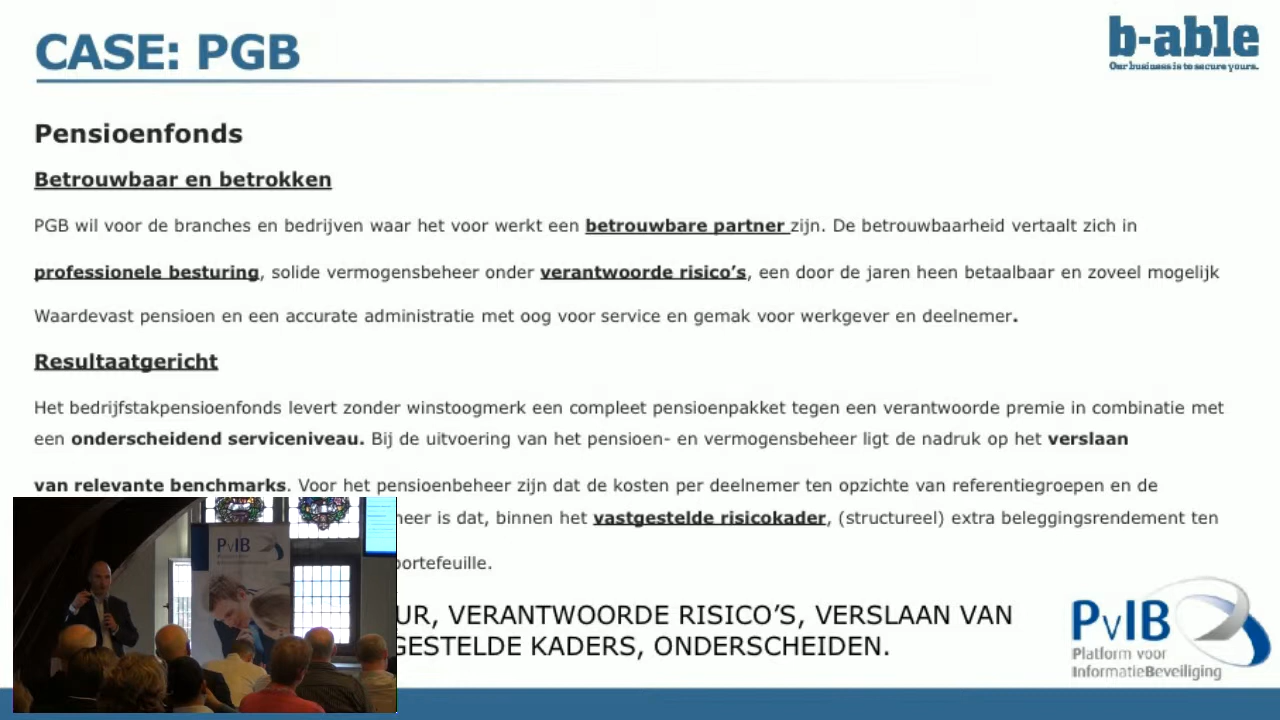 CASE: PGB
b-able
Our business is to secure yours.
Pensioenfonds
Betrouwbaar en betrokken
PGB wil voor de branches en bedrijven waar het voor werkt een betrouwbare partner zijn. De betrouwbaarheid vertaalt zich in
professionele besturing, solide vermogensbeheer onder verantwoorde risico’s, een door de jaren heen betaalbaar en zoveel mogelijk
Waardevast pensioen en een accurate administratie met oog voor service en gemak voor werkgever en deelnemer.
Resultaatgericht
Het bedrijfstakpensioenfonds levert zonder winstoogmerk een compleet pensioenpakket tegen een verantwoorde premie in combinatie met
een onderscheidend serviceniveau. Bij de uitvoering van het pensioen- en vermogensbeheer ligt de nadruk op het verslaan
van relevante benchmarks. Voor het pensioenbeheer zijn dat de kosten per deelnemer ten opzichte van referentiegroepen en de
heer is dat, binnen het vastgestelde risicokader, (structureel) extra beleggingsrendement ten
portefeuille.
UR, VERANTWOORDE RISICO’S, VERSLAAN VAN
GESTELDE KADERS, ONDERSCHEIDEN.
PvIB
Platform voor
InformatieBeveiliging
PvIB